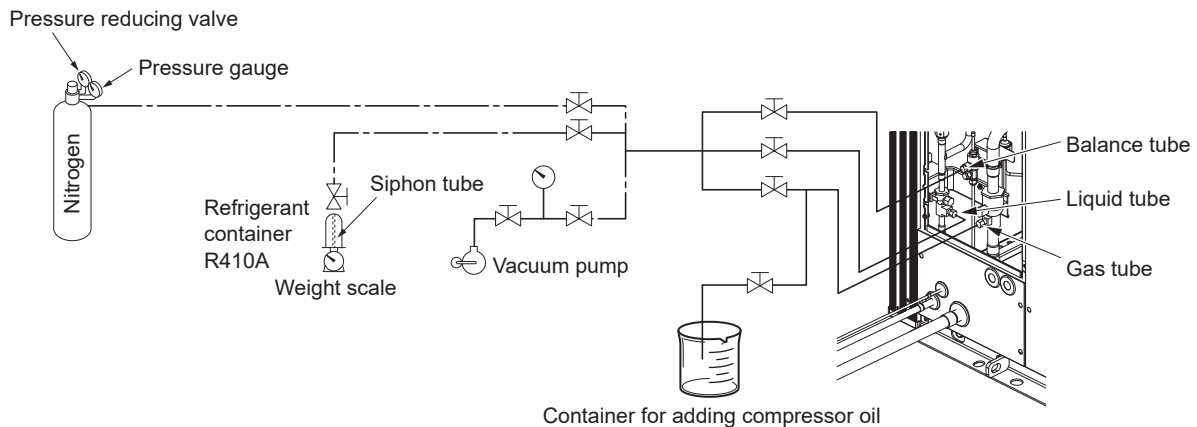 Pressure reducing valve
Pressure gauge
Nitrogen
Balance tube
Siphon tube
Liquid tube
Refrigerant
container
R410A
Vacuum pump
Gas tube
Weight scale
Container for adding compressor oil